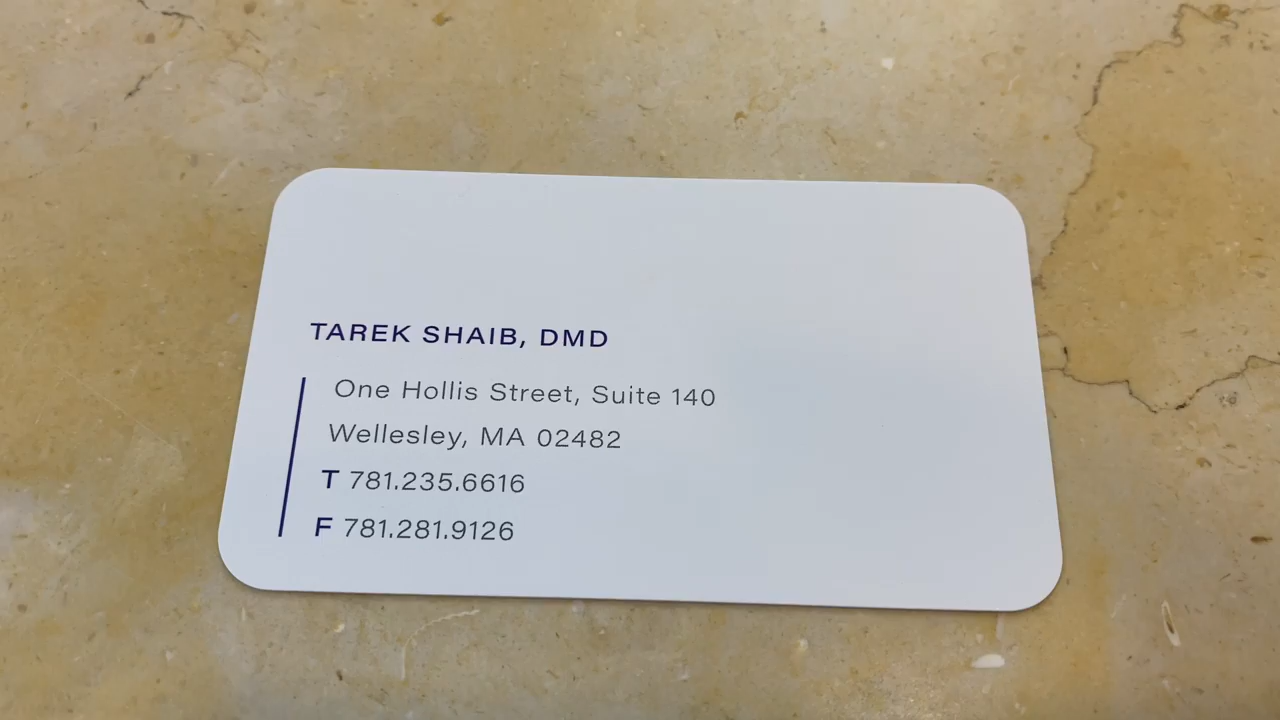 TAREK SHAIB, DMD
One Hollis Street, Suite 140
Wellesley, MA 02482
T 781.235.6616
F 781.281.9126